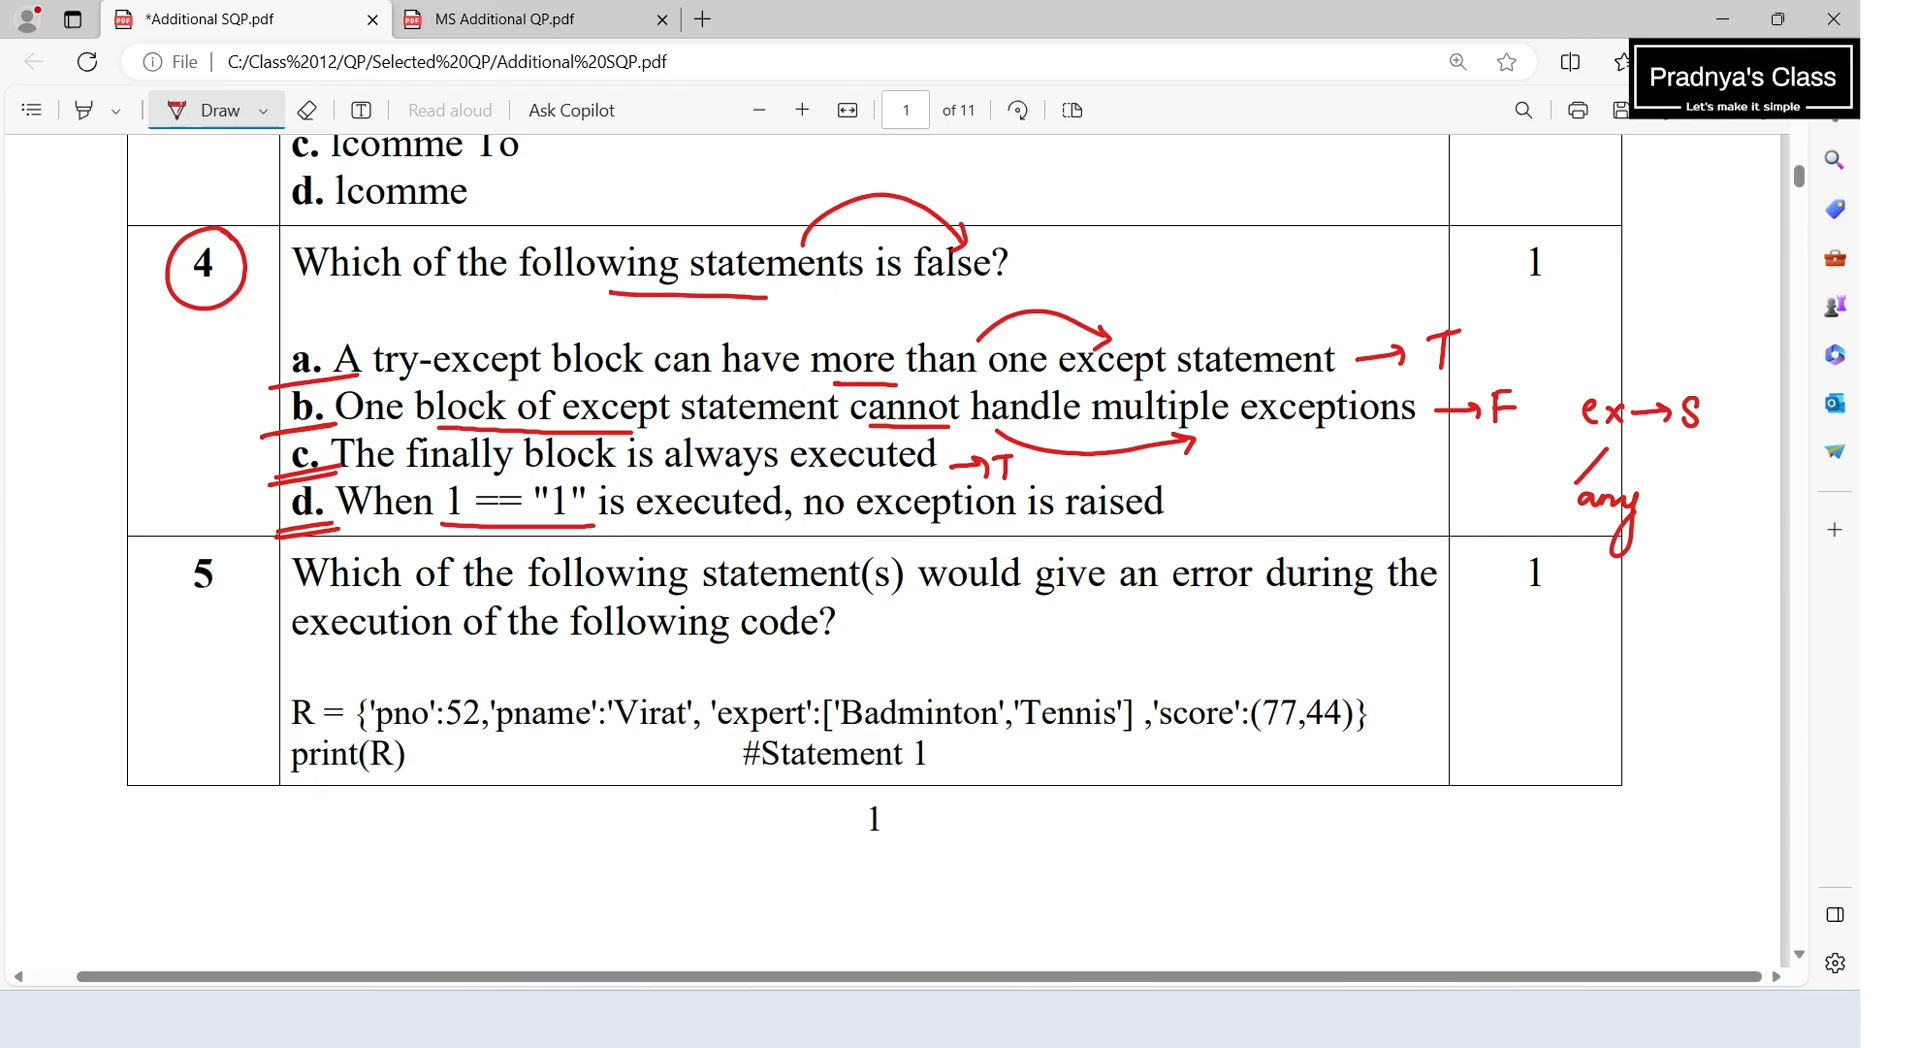 *Additional SQP.pdf
MS Additional QP.pdf
File
C:/Class%2012/QP/Selected%20QP/Additional%20SQP.pdf
Pradnya's Class
Let's make it simple
Draw
Read aloud
Ask Copilot
1
of 11
c. Icomme To
d. lcomme
4 Which of the following statements is false? 1
a. A try-except block can have more than one except statement → T
b. One block of except statement cannot handle multiple exceptions → F ex → S
c. The finally block is always executed → T
d. When 1 == "1" is executed, no exception is raised any
5 Which of the following statement(s) would give an error during the 1
execution of the following code?
R = {'pno':52,'pname':'Virat', 'expert':['Badminton','Tennis'] ,'score':(77,44)}
print(R) #Statement 1
1